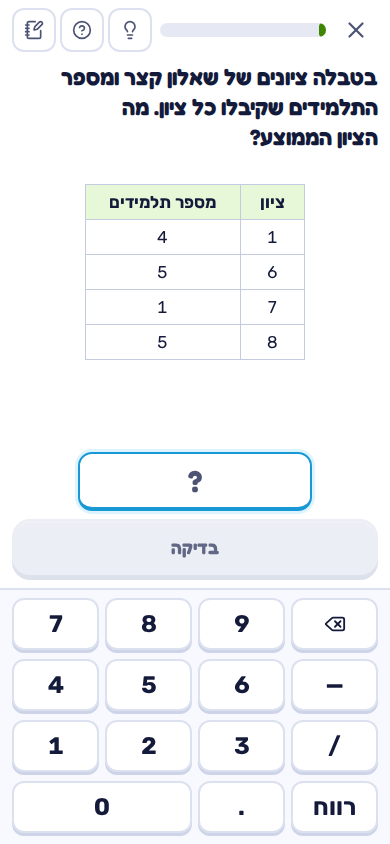 בטבלה ציונים של שאלון קצר ומספר
התלמידים שקיבלו כל ציון. מה
הציון הממוצע?
ציון מספר תלמידים
1 4
6 5
7 1
8 5
?
בדיקה
7 8 9
4 5 6 –
1 2 3 /
0 . רווח